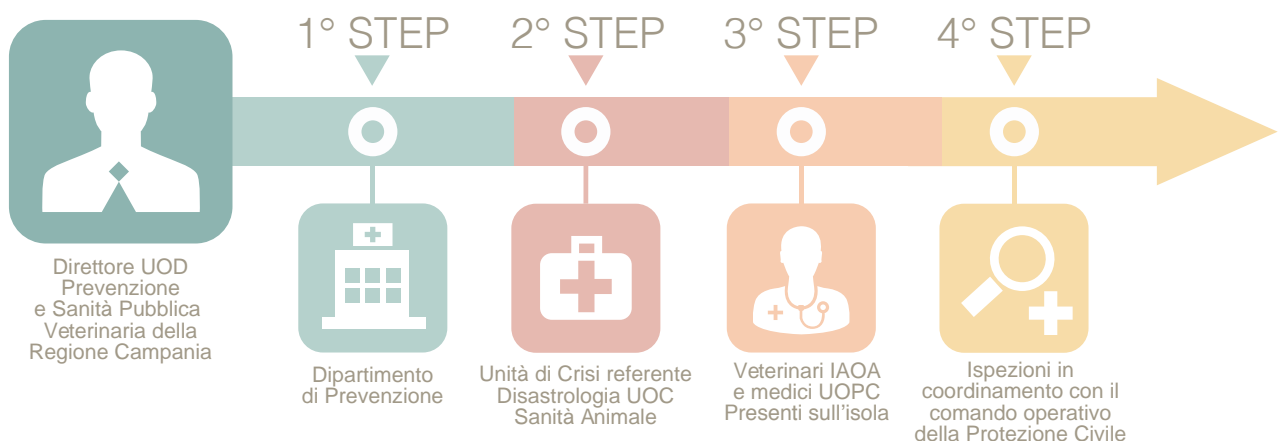 1° STEP
2° STEP
3° STEP
4° STEP
Direttore UOD
Prevenzione
e Sanità Pubblica
Veterinaria della
Regione Campania
Dipartimento
di Prevenzione
Unità di Crisi referente
Disastrologia UOC
Sanità Animale
Veterinari IAOA
e medici UOPC
Presenti sull'isola
Ispezioni in
coordinamento con il
comando operativo
della Protezione Civile